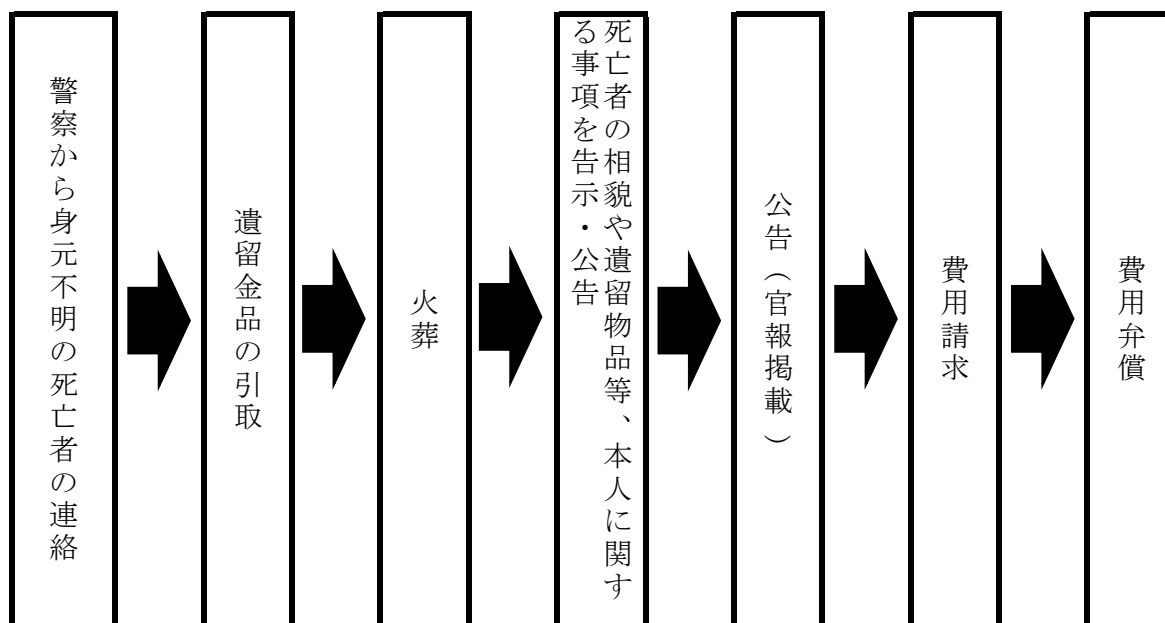 警察から身元不明の死亡者の連絡
遺留金品の引取
火葬
死亡者の相貌や遺留物品等、本人に関す
る事項を告示・公告
公告（官報掲載）
費用請求
費用弁償